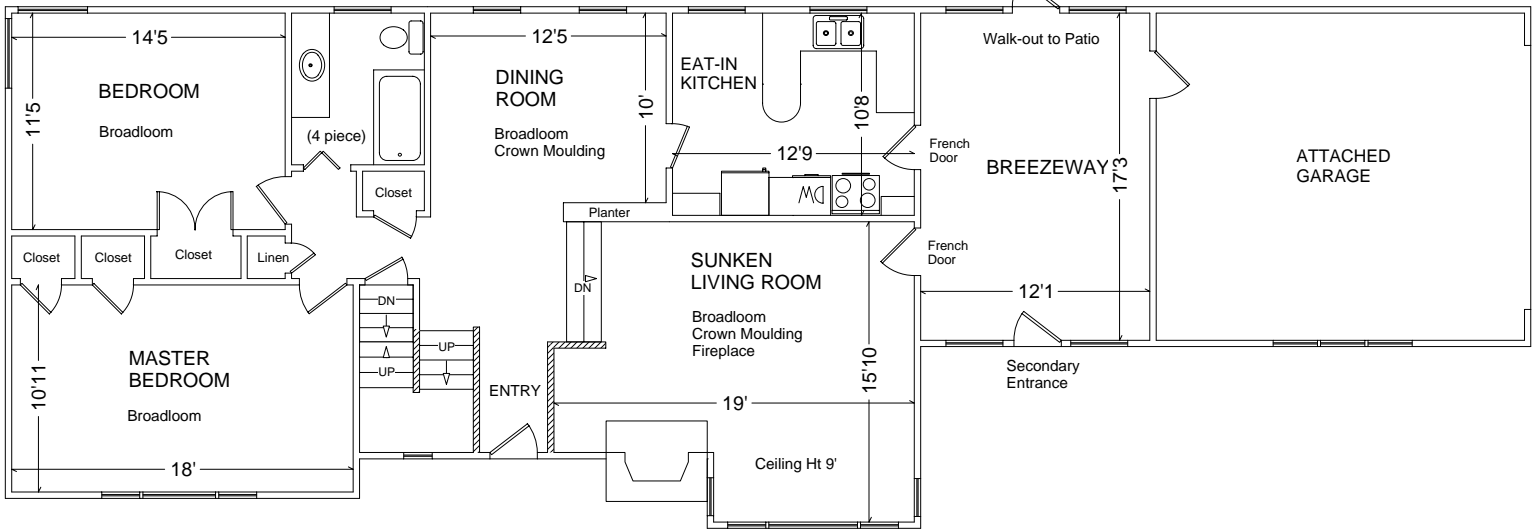 14'5
11'5
BEDROOM
Broadloom
(4 piece)
12'5
10'
DINING
ROOM
Broadloom
Crown Moulding
EAT-IN
KITCHEN
10'8
12'9
DW
Walk-out to Patio
French
Door
BREEZEWAY
17'3
ATTACHED
GARAGE
Closet
Planter
Closet
Closet
Closet
Linen
DN
SUNKEN
LIVING ROOM
Broadloom
Crown Moulding
Fireplace
French
Door
12'1
DN
UP
UP
MASTER
BEDROOM
Broadloom
10'11
18'
ENTRY
19'
15'10
Ceiling Ht 9'
Secondary
Entrance